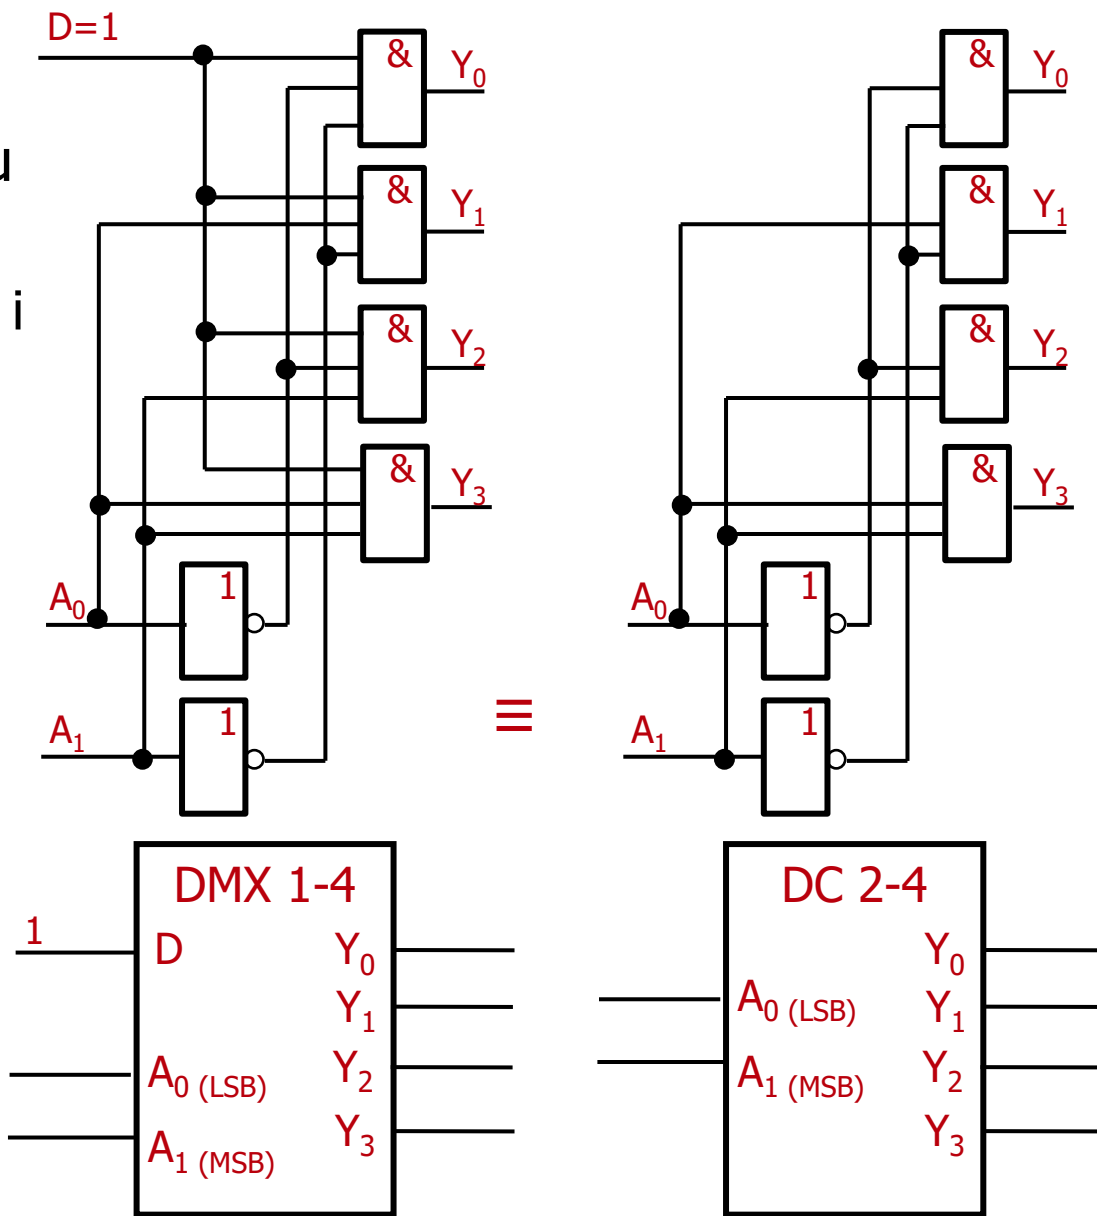 D=1
u
i
& Y0
& Y1
& Y2
& Y3
A0 1
A1 1
≡
& Y0
& Y1
& Y2
& Y3
A0 1
A1 1
DMX 1-4
1 D Y0
Y1
A0 (LSB) Y2
A1 (MSB) Y3
DC 2-4
Y0
A0 (LSB) Y1
A1 (MSB) Y2
Y3